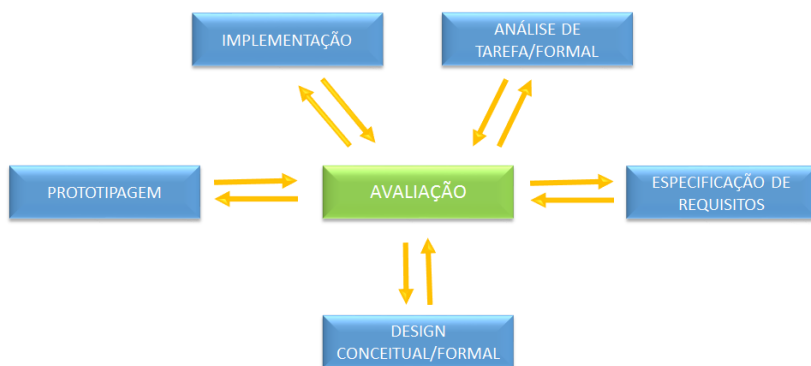 IMPLEMENTAÇÃO
ANÁLISE DE
TAREFA/FORMAL
PROTOTIPAGEM
AVALIAÇÃO
ESPECIFICAÇÃO DE
REQUISITOS
DESIGN
CONCEITUAL/FORMAL